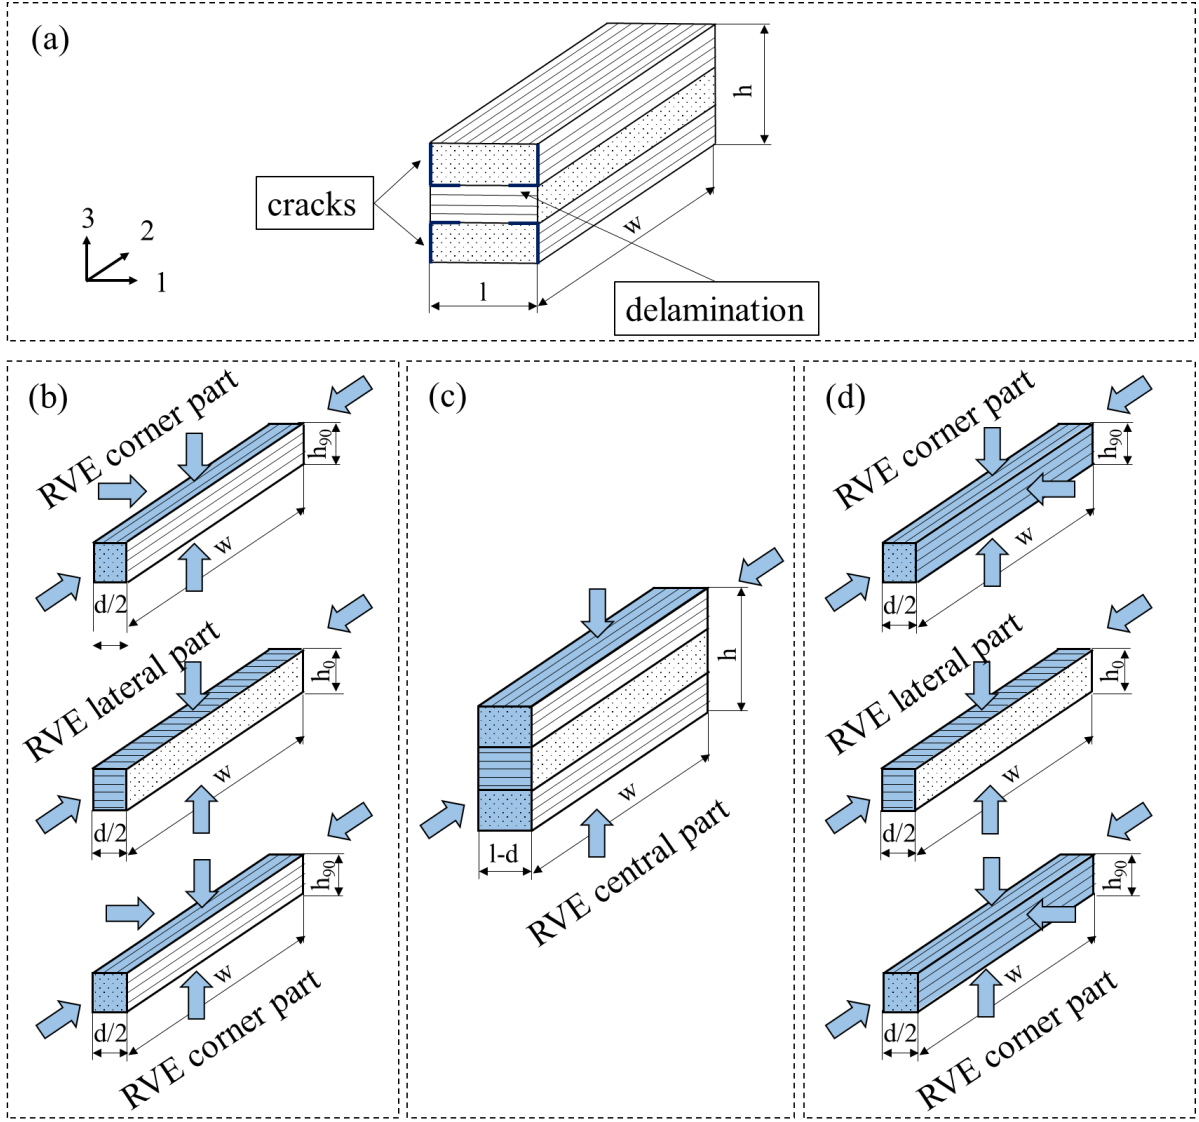 (a)
h
cracks
3
2
1
w
l
delamination
(b)
RVE corner part
h90
w
d/2
RVE lateral part
h0
w
d/2
h90
w
d/2
RVE corner part
(c)
h
w
l-d
RVE central part
(d)
RVE corner part
h90
w
d/2
RVE lateral part
h0
w
d/2
h90
w
d/2
RVE corner part